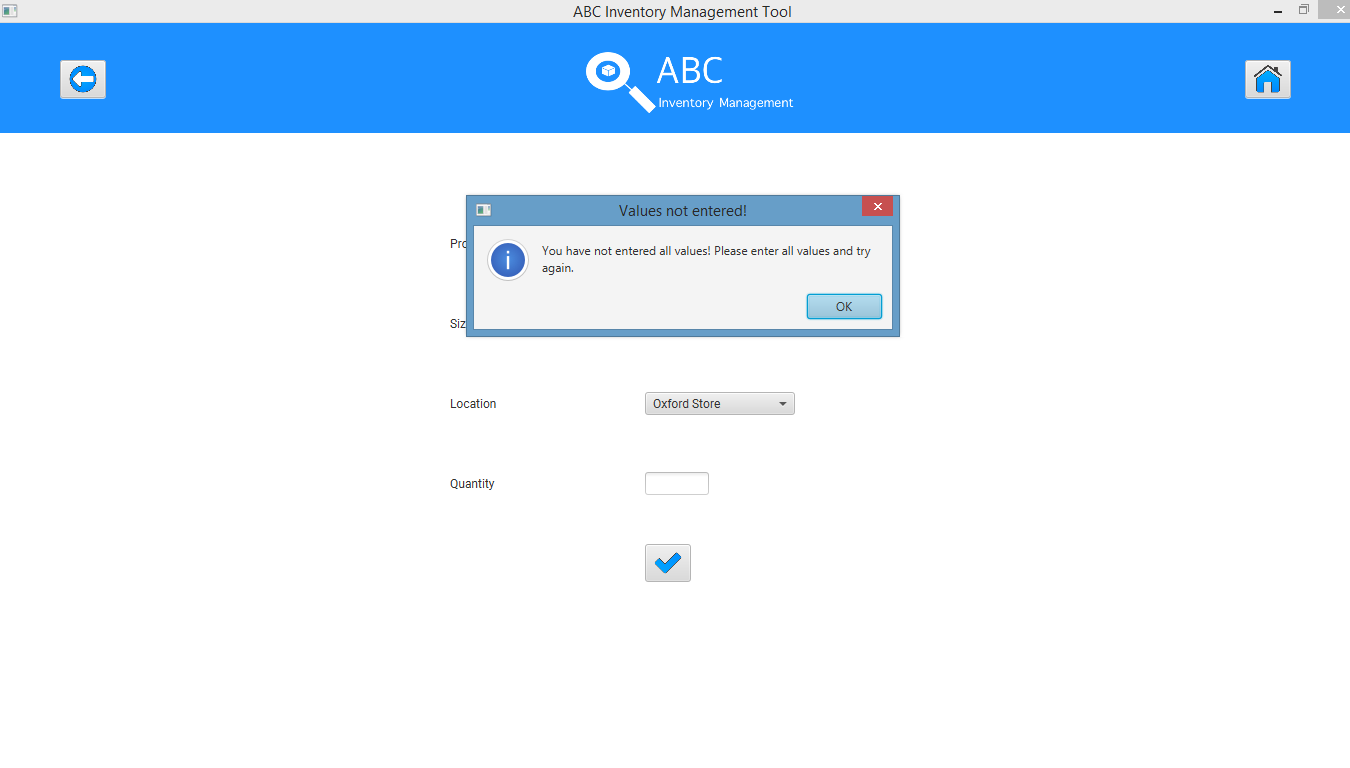 ABC Inventory Management Tool
ABC
Inventory Management
Values not entered!
You have not entered all values! Please enter all values and try
again.
OK
Location
Oxford Store
Quantity